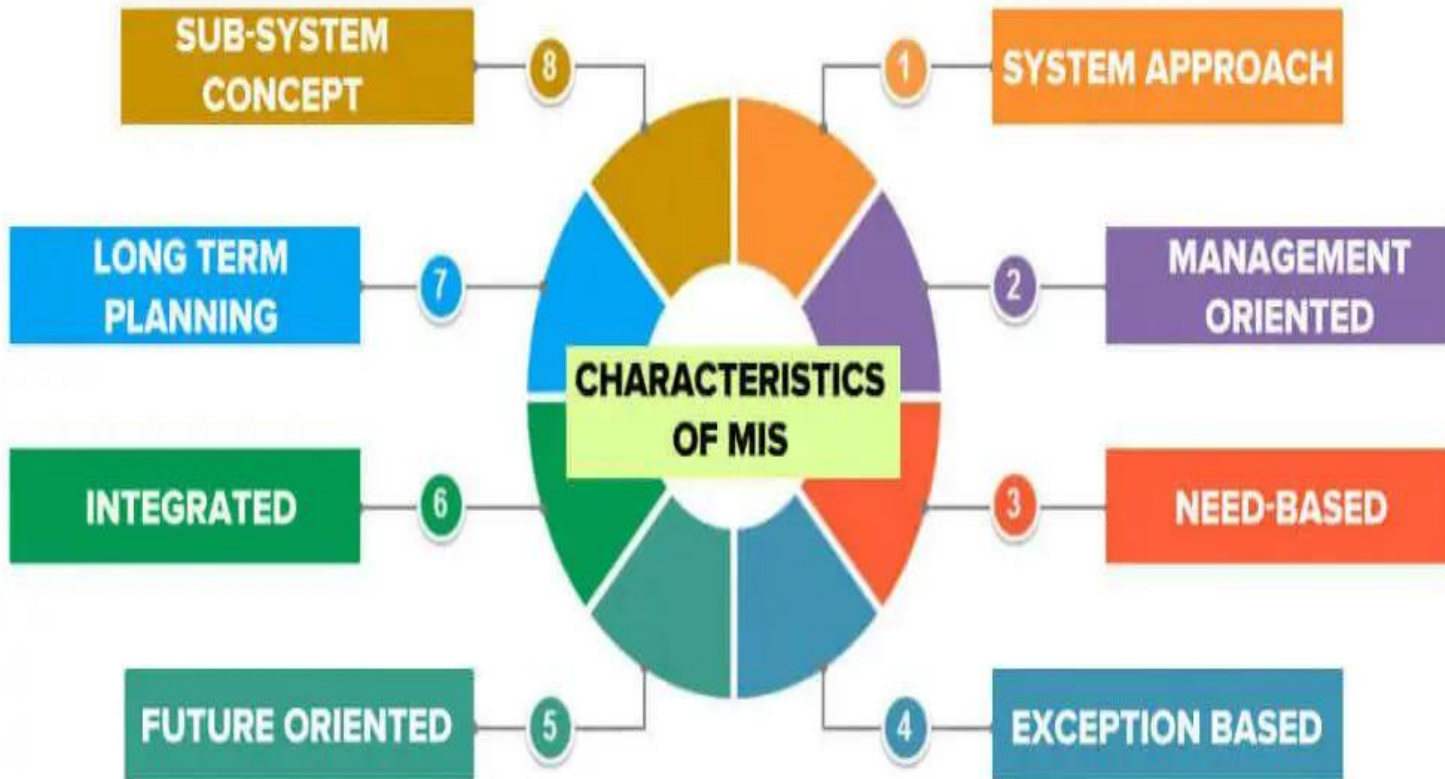 SUB-SYSTEM
CONCEPT
8
1
SYSTEM APPROACH
LONG TERM
PLANNING
7
2
MANAGEMENT
ORIENTED
CHARACTERISTICS
OF MIS
INTEGRATED
6
3
NEED-BASED
FUTURE ORIENTED
5
4
EXCEPTION BASED